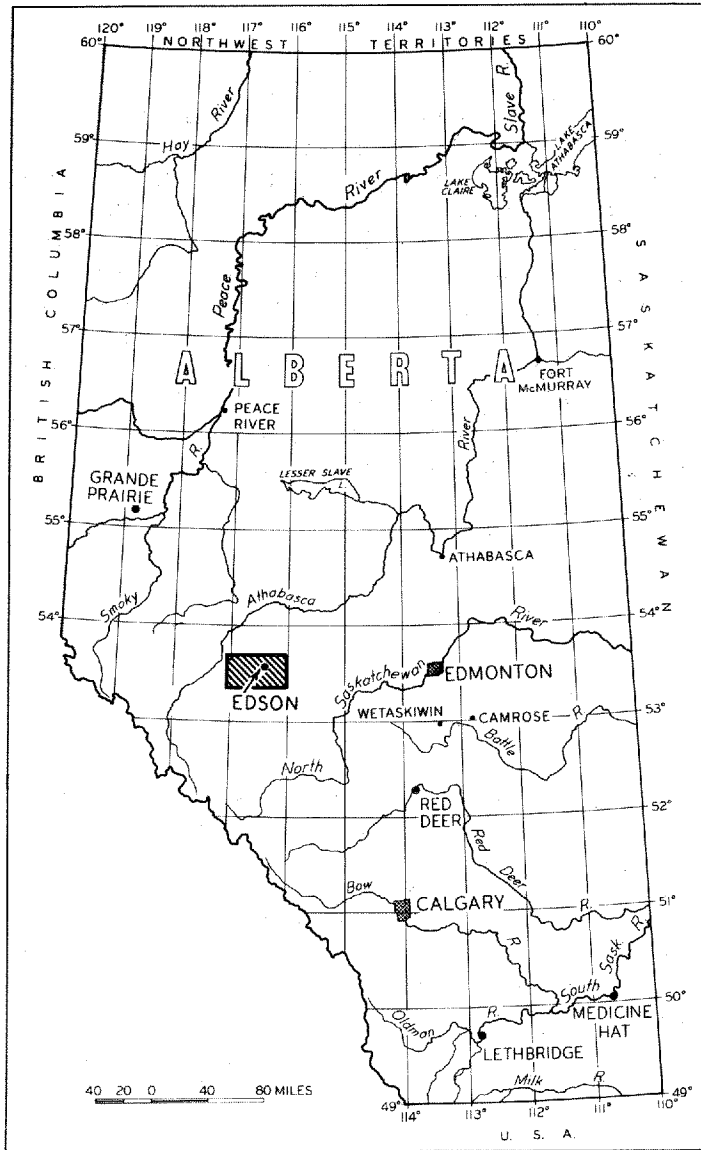 120° 119° 118° 117° 116° 115° 114° 113° 112° 111° 110°
60° NORTHWEST TERRITORIES 60°
River
Slave R.
59° 59°
Hay
LAKE ATHABASCA
River
LAKE CLAIRE
58° 58°
BRITISH COLUMBIA
SASKATCHEWAN
Peace
57° 57°
ALBERTA
FORT
McMURRAY
PEACE
RIVER
56° 56°
River
R.
LESSER SLAVE
L.
GRANDE
PRAIRIE
55° 55°
ATHABASCA
Smoky
Athabasca
54° 54°
River
Saskatchewan
EDMONTON
EDSON
WETASKIWIN
CAMROSE
R.
53° 53°
Battle
North
RED
DEER
52° 52°
Red
Deer
Bow
CALGARY
R.
51° 51°
R.
Sask.
R.
South
50° 50°
MEDICINE
HAT
Oldman
R.
LETHBRIDGE
Milk R.
40 20 0 40 80 MILES
49° 49°
114° 113° 112° 111° 110°
U. S. A.